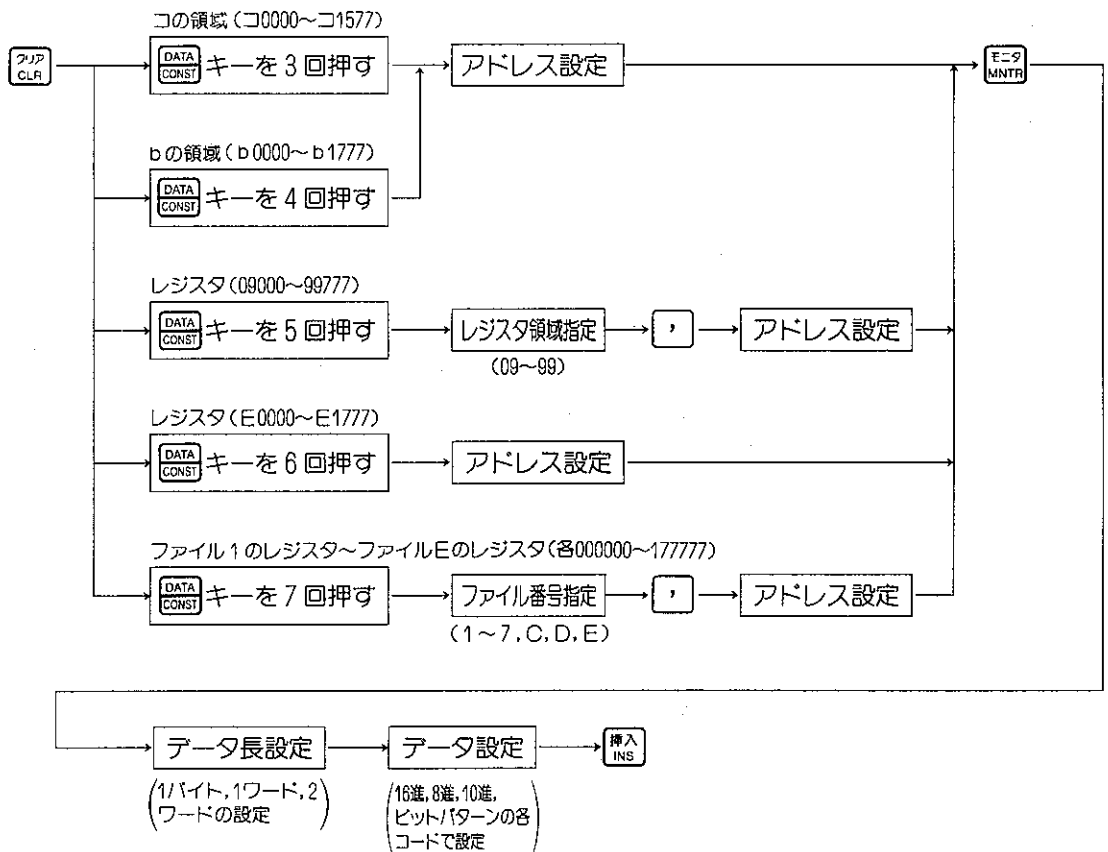 コの領域(コ0000～コ1577)
クリア
CLR
DATA
CONST
キーを3回押す
アドレス設定
モニタ
MNTR
bの領域(b0000～b1777)
DATA
CONST
キーを4回押す
レジスタ(09000～99777)
DATA
CONST
キーを5回押す
レジスタ領域指定
,
アドレス設定
(09～99)
レジスタ(E0000～E1777)
DATA
CONST
キーを6回押す
アドレス設定
ファイル1のレジスタ～ファイルEのレジスタ(各000000～177777)
DATA
CONST
キーを7回押す
ファイル番号指定
,
アドレス設定
(1～7,C,D,E)
データ長設定
データ設定
挿入
INS
(1バイト,1ワード,2
ワードの設定)
(16進,8進,10進,
ビットパターンの各
コードで設定)